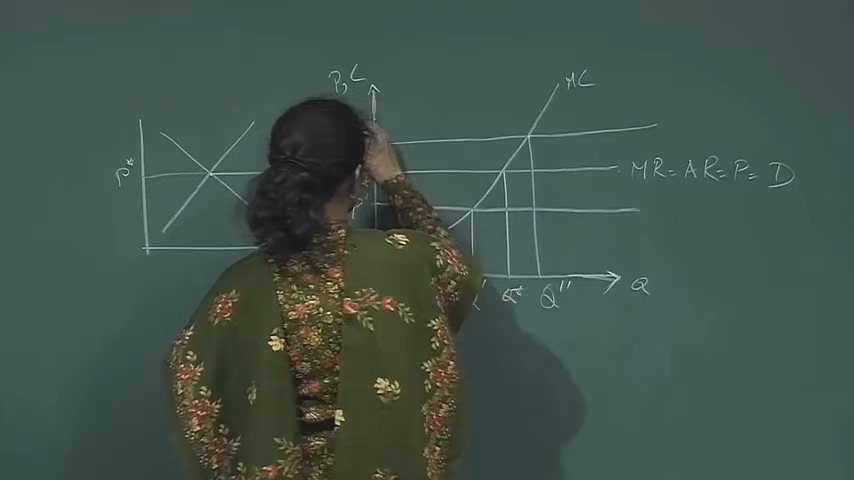 P, C
MC
P*
MR = AR = P = D
P'
Q* Q'' Q